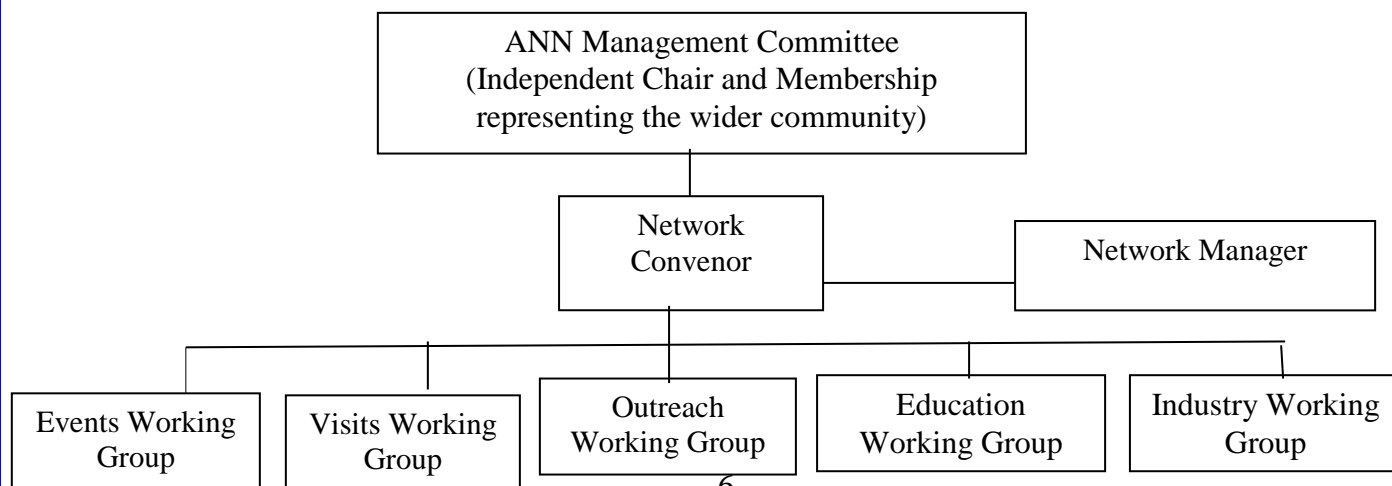 ANN Management Committee
(Independent Chair and Membership
representing the wider community)
Network
Convenor
Network Manager
Events Working
Group
Visits Working
Group
Outreach
Working Group
Education
Working Group
Industry Working
Group
6